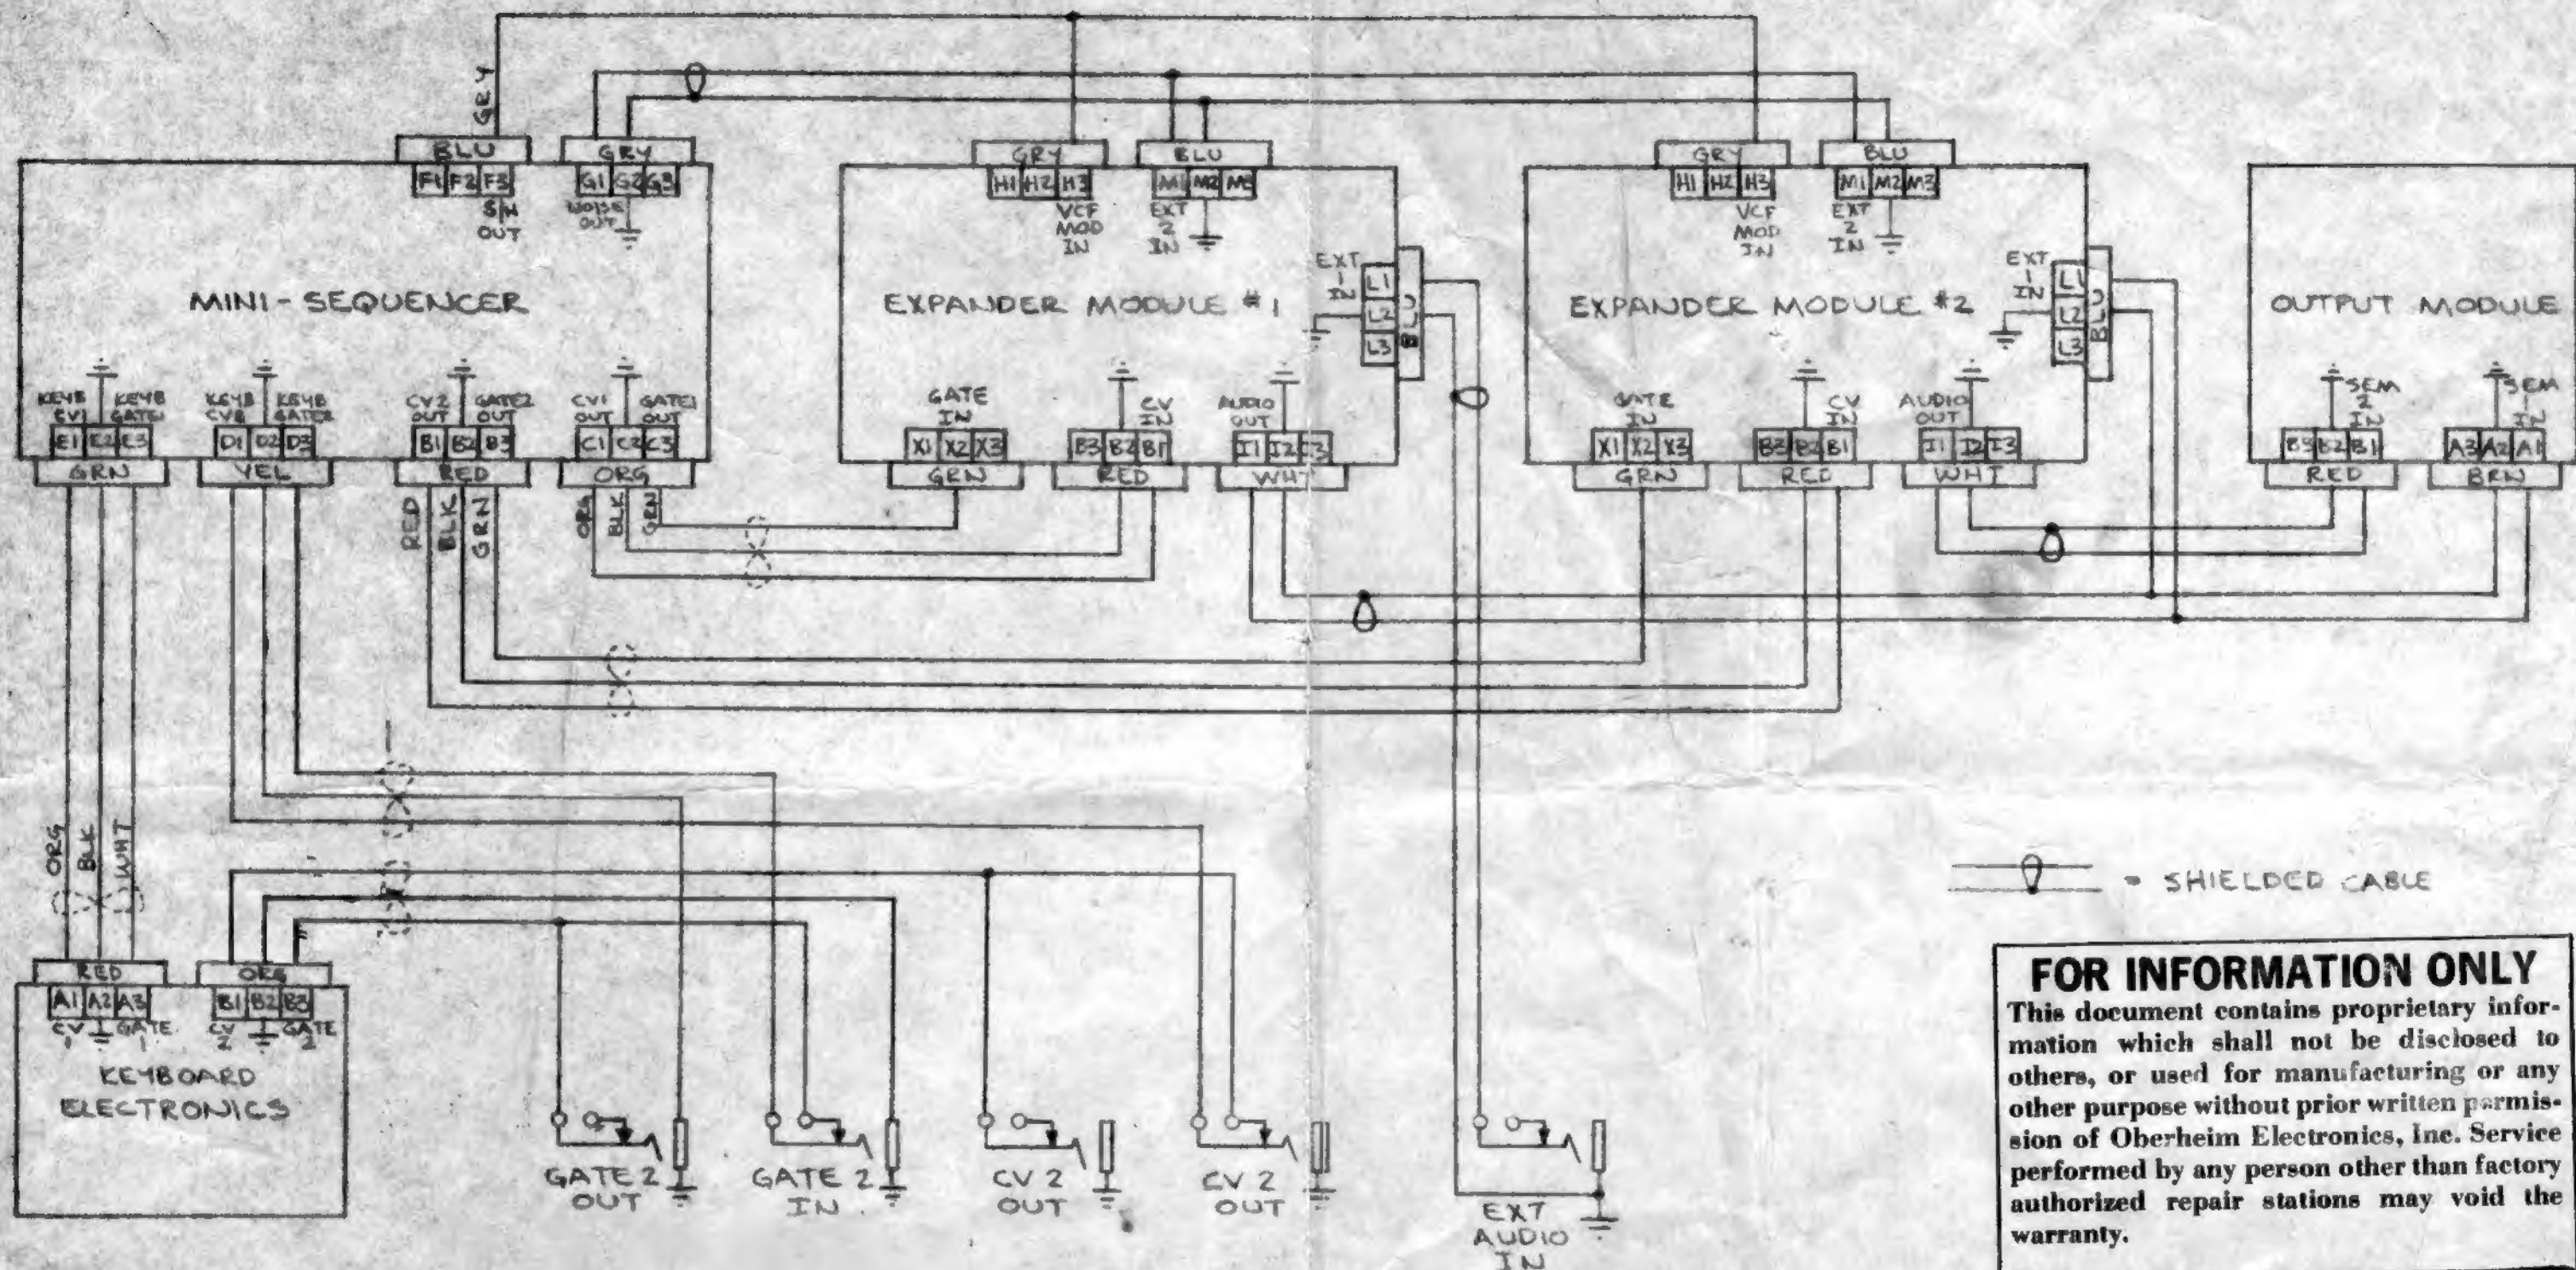 GRY
BLU
GRY
F1 F2 F3
G1 G2 G3
S/H
OUT
NOISE
OUT
MINI-SEQUENCER
KEYB
CV1
KEYB
GATE1
KEYB
KEYB
GATE2
CV2
OUT
GATE2
OUT
CV1
OUT
GATE1
OUT
E1 E2 E3
D1 D2 D3
B1 B2 B3
C1 C2 C3
GRN
YEL
RED
ORG
RED
BLK
GRN
ORG
BLK
GRN
GRY
BLU
H1 H2 H3
M1 M2 M3
VCF
MOD
IN
EXT
2
IN
EXT
1
IN
L1
L2
L3
BLU
EXPANDER MODULE #1
GATE
IN
CV
IN
AUDIO
OUT
X1 X2 X3
B3 B2 B1
I1 I2 I3
GRN
RED
WHT
GRY
BLU
H1 H2 H3
M1 M2 M3
VCF
MOD
IN
EXT
2
IN
EXT
1
IN
L1
L2
L3
BLU
EXPANDER MODULE #2
GATE
IN
CV
IN
AUDIO
OUT
X1 X2 X3
B3 B2 B1
I1 I2 I3
GRN
RED
WHT
OUTPUT MODULE
SEM
2
IN
SEM
1
IN
B3 B2 B1
A3 A2 A1
RED
BRN
ORG
BLK
WHT
RED
ORG
A1 A2 A3
B1 B2 B3
CV
1
GATE
1
CV
2
GATE
2
KEYBOARD
ELECTRONICS
GATE 2
OUT
GATE 2
IN
CV 2
OUT
CV 2
OUT
EXT
AUDIO
IN
= SHIELDED CABLE
FOR INFORMATION ONLY
This document contains proprietary infor-
mation which shall not be disclosed to
others, or used for manufacturing or any
other purpose without prior written permis-
sion of Oberheim Electronics, Inc. Service
performed by any person other than factory
authorized repair stations may void the
warranty.